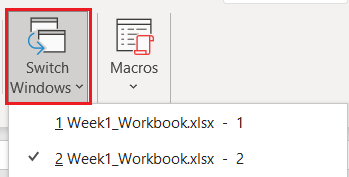 Switch
Windows
Macros
1 Week1_Workbook.xlsx - 1
2 Week1_Workbook.xlsx - 2